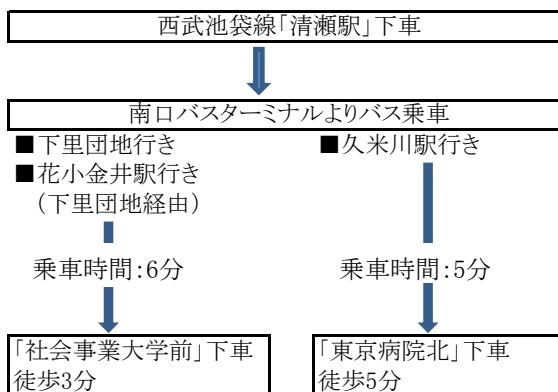 西武池袋線「清瀬駅」下車
南口バスターミナルよりバス乗車
■下里団地行き
■花小金井駅行き
(下里団地経由)
乗車時間:6分
「社会事業大学前」下車
徒歩3分
■久米川駅行き
乗車時間:5分
「東京病院北」下車
徒歩5分